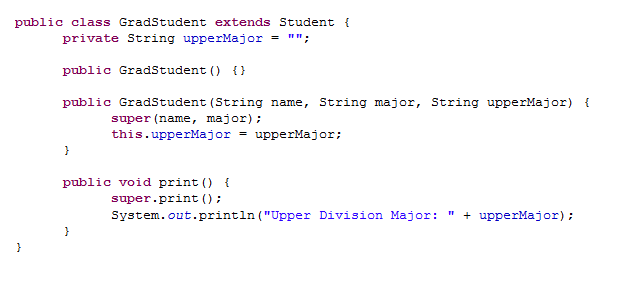 public class GradStudent extends Student {
private String upperMajor = "";
public GradStudent() {}
public GradStudent(String name, String major, String upperMajor) {
super(name, major);
this.upperMajor = upperMajor;
}
public void print() {
super.print();
System.out.println("Upper Division Major: " + upperMajor);
}
}